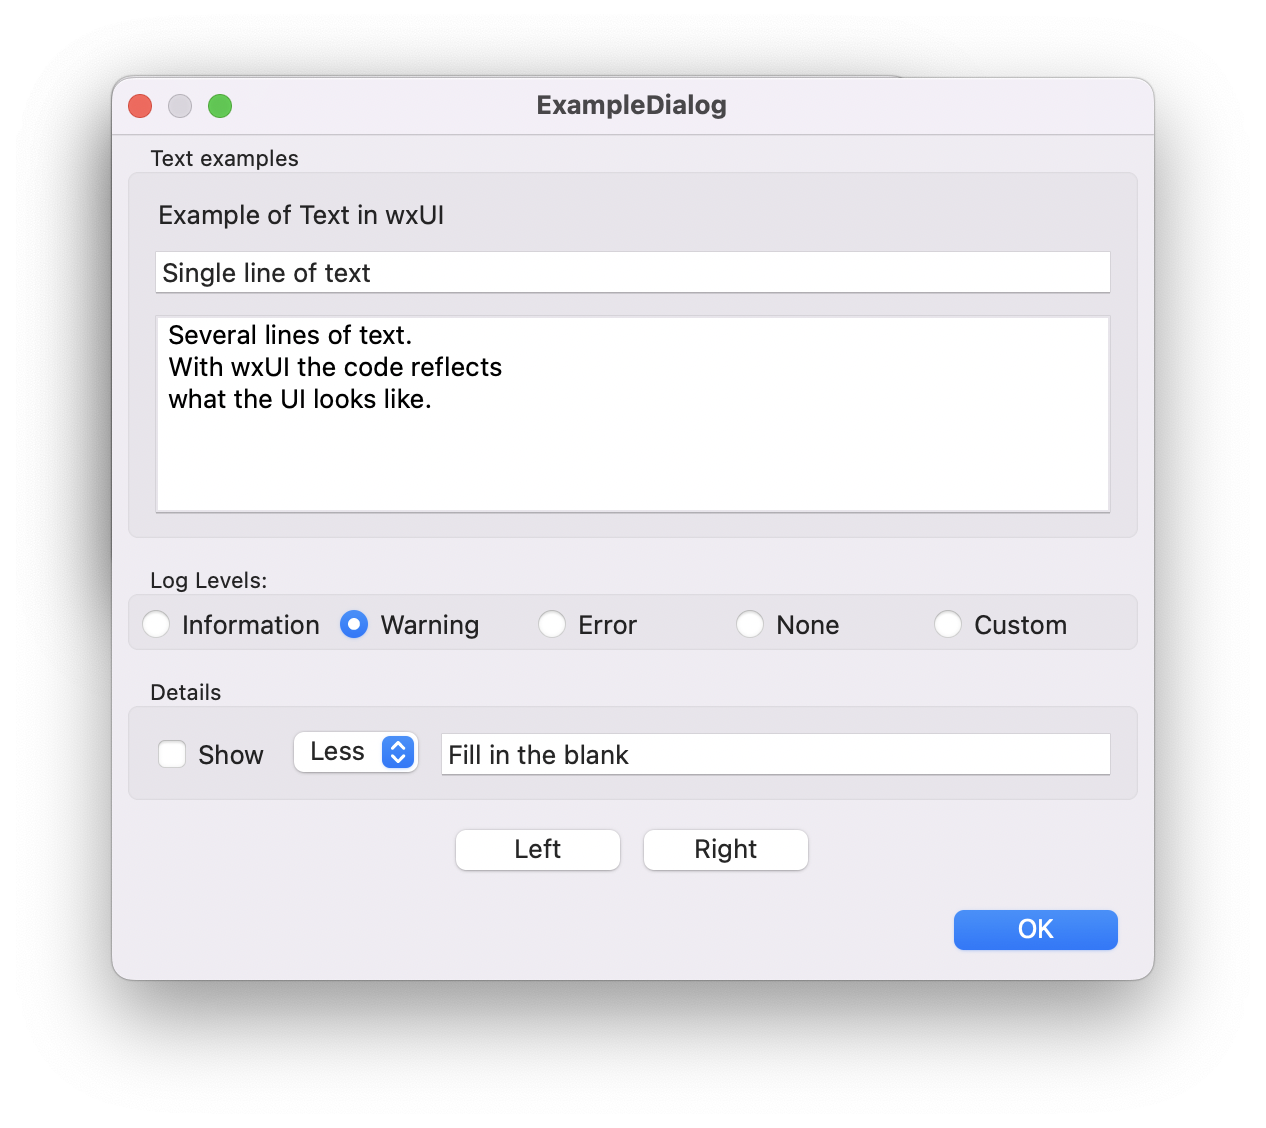 ExampleDialog
Text examples
Example of Text in wxUI
Single line of text
Several lines of text.
With wxUI the code reflects
what the UI looks like.
Log Levels:
Information Warning Error None Custom
Details
Show Less Fill in the blank
Left Right
OK